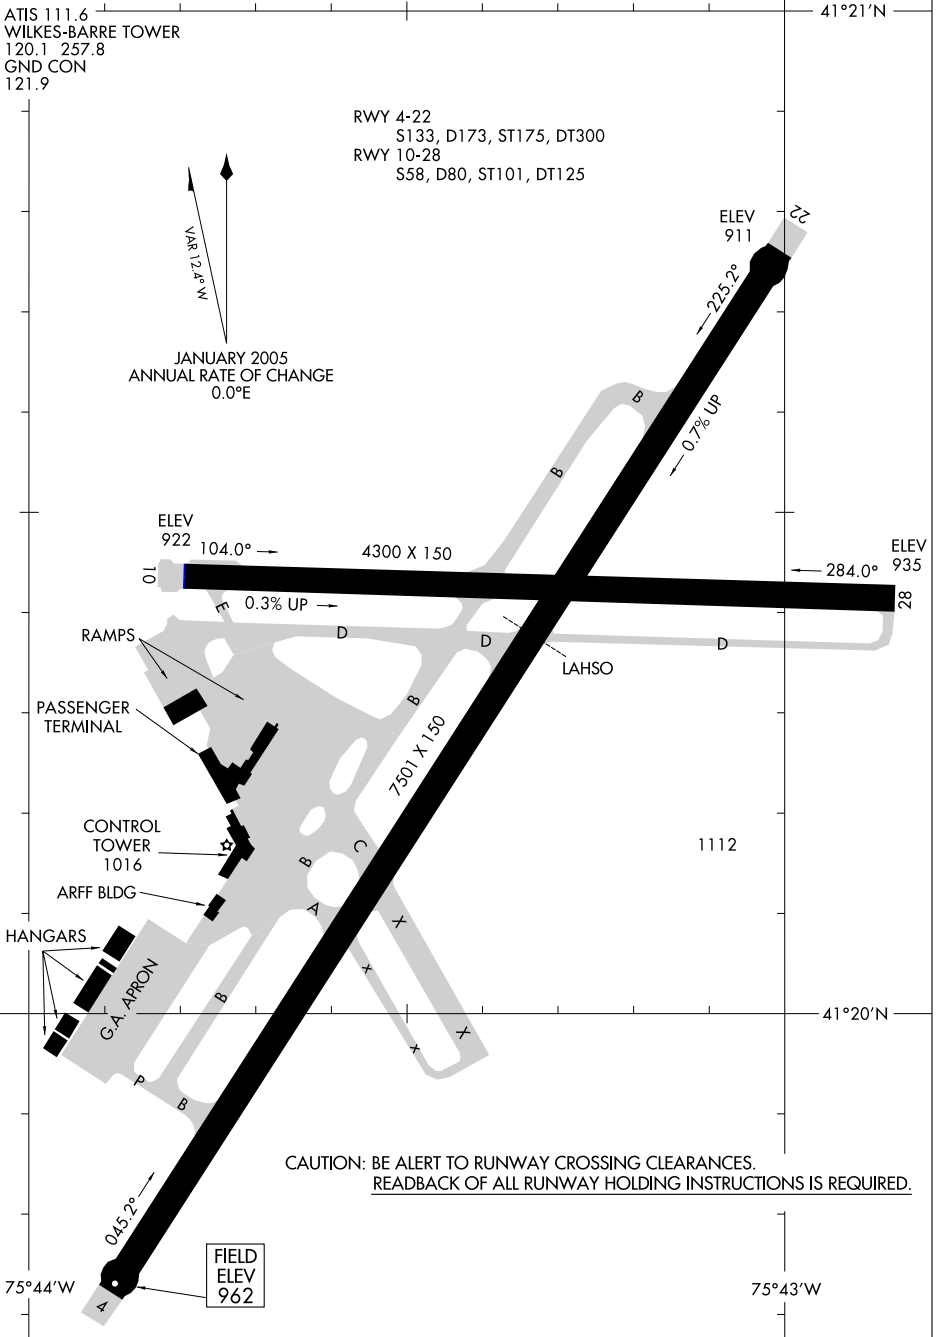 ATIS 111.6
WILKES-BARRE TOWER
120.1 257.8
GND CON
121.9
41°21'N
RWY 4-22
S133, D173, ST175, DT300
RWY 10-28
S58, D80, ST101, DT125
VAR 12.4° W
JANUARY 2005
ANNUAL RATE OF CHANGE
0.0°E
ELEV
911
22
225.2°
0.7% UP
B
B
ELEV
922
10
104.0°
4300 X 150
284.0°
ELEV
935
28
E
0.3% UP
D
D
D
LAHSO
RAMPS
PASSENGER
TERMINAL
B
7501 X 150
CONTROL
TOWER
1016
1112
B
C
ARFF BLDG
A
X
HANGARS
G.A. APRON
B
x
X
x
41°20'N
P
B
CAUTION: BE ALERT TO RUNWAY CROSSING CLEARANCES.
READBACK OF ALL RUNWAY HOLDING INSTRUCTIONS IS REQUIRED.
045.2°
FIELD
ELEV
962
4
75°44'W
75°43'W